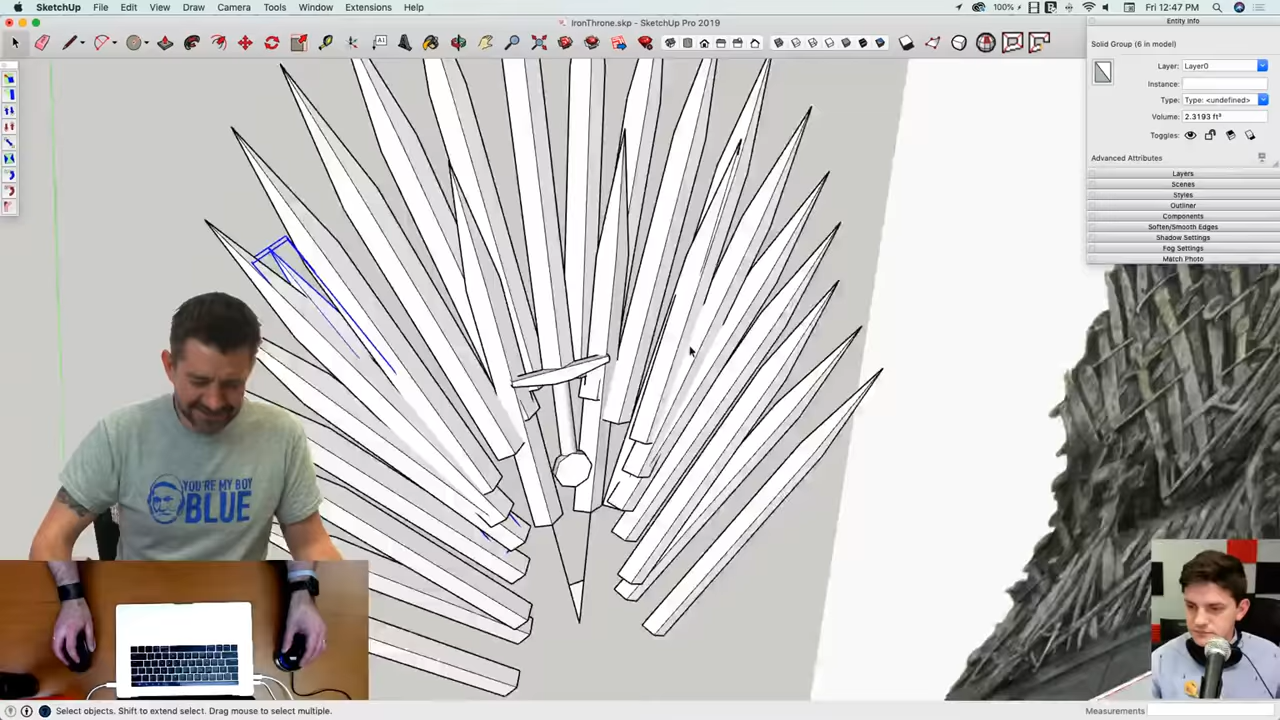 SketchUp File Edit View Draw Camera Tools Window Extensions Help
100% Fri 12:47 PM
IronThrone.skp - SketchUp Pro 2019
Entity Info
Solid Group (6 in model)
Layer: Layer0
Instance:
Type: Type: <undefined>
Volume: 2.3193 ft³
Toggles:
Advanced Attributes
Layers
Scenes
Styles
Outliner
Components
Soften/Smooth Edges
Shadow Settings
Fog Settings
Match Photo
YOU'RE MY BOY
BLUE
Select objects. Shift to extend select. Drag mouse to select multiple.
Measurements